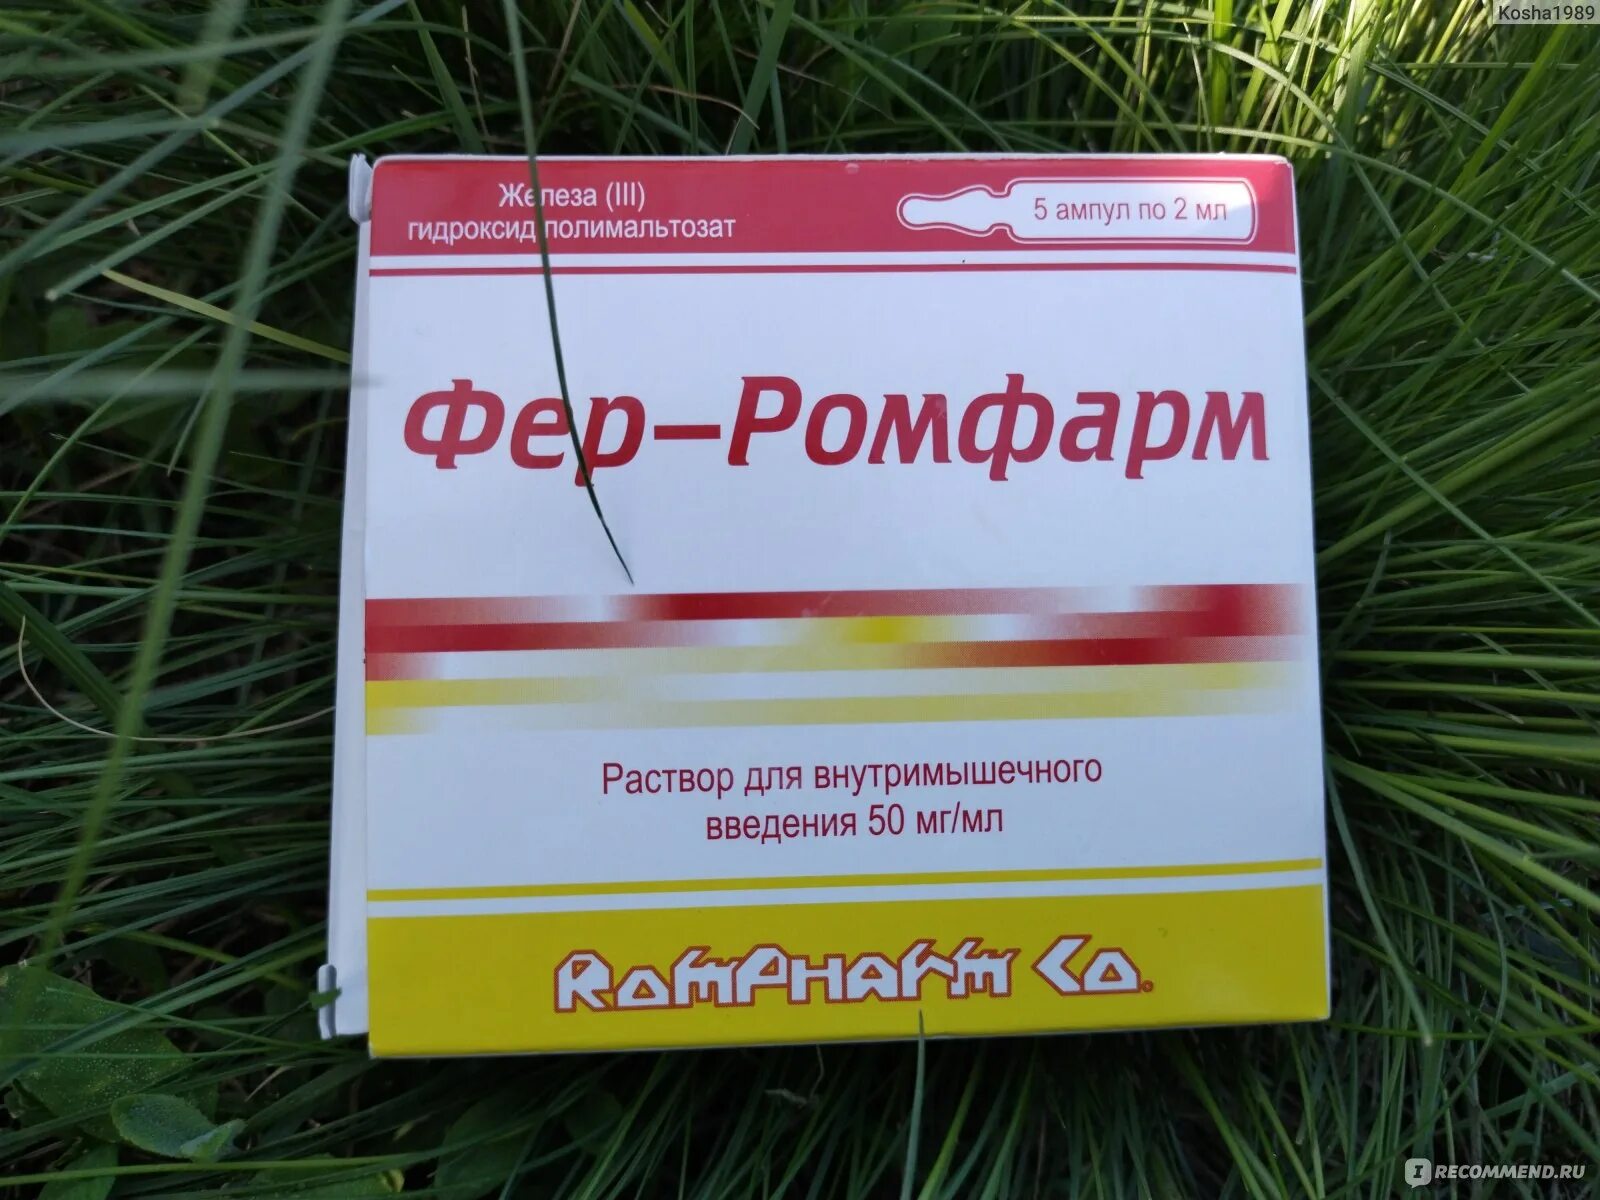 Kosha1989
Железа (III)
гидроксид полимальтозат
5 ампул по 2 мл
Фер–Ромфарм
Раствор для внутримышечного
введения 50 мг/мл
RomPharm Co.
IRECOMMEND.RU